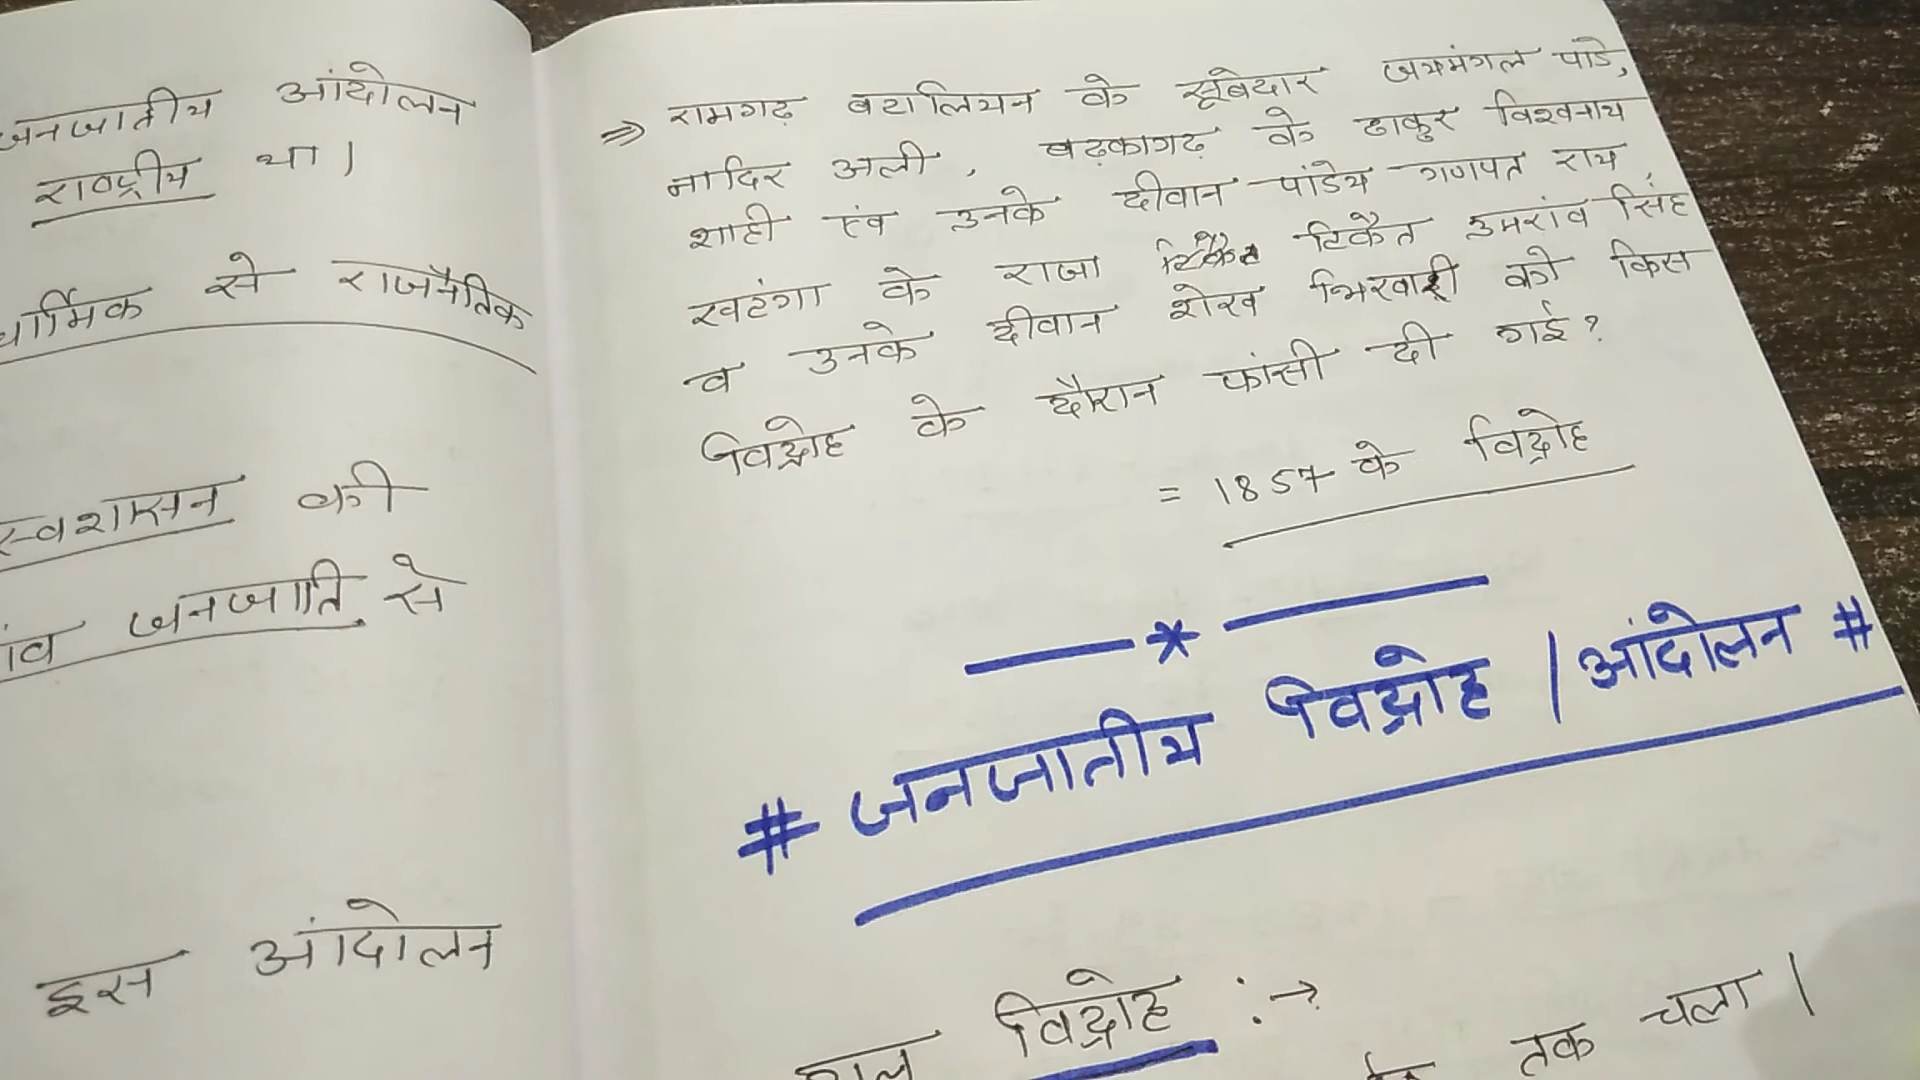 जनजातीय आंदोलन
राष्ट्रीय था।
धार्मिक से राजनैतिक
स्वशासन की
जनजाति से
इस आंदोलन
⇒ रामगढ़ बटालियन के सूबेदार जयमंगल पांडे,
नादिर अली, बड़कागढ़ के ठाकुर विश्वनाथ
शाही एंव उनके दीवान पांडेय गणपत राय
खटंगा के राजा टिकैत उमरांव सिंह
व उनके दीवान शेख भिखारी को किस
विद्रोह के दौरान फांसी दी गई?
= 1857 के विद्रोह
— * —
# जनजातीय विद्रोह / आंदोलन #
विद्रोह :→
तक चला।